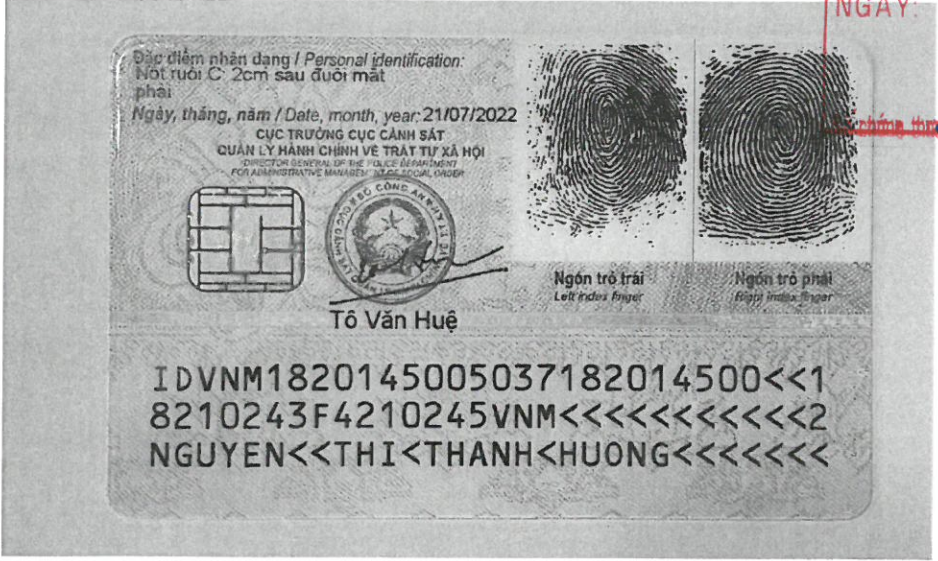 NGÀY:
Đặc điểm nhân dạng / Personal identification:
Nốt ruồi C: 2cm sau đuôi mắt
phải
Ngày, tháng, năm / Date, month, year: 21/07/2022
CỤC TRƯỞNG CỤC CẢNH SÁT
QUẢN LÝ HÀNH CHÍNH VỀ TRẬT TỰ XÃ HỘI
DIRECTOR GENERAL OF THE POLICE DEPARTMENT
FOR ADMINISTRATIVE MANAGEMENT OF SOCIAL ORDER
BỘ CÔNG AN
Tô Văn Huệ
Ngón trỏ trái
Left index finger
Ngón trỏ phải
Right index finger
IDVNM1820145005037182014500<<1
8210243F4210245VNM<<<<<<<<<<<2
NGUYEN<<THI<THANH<HUONG<<<<<<<